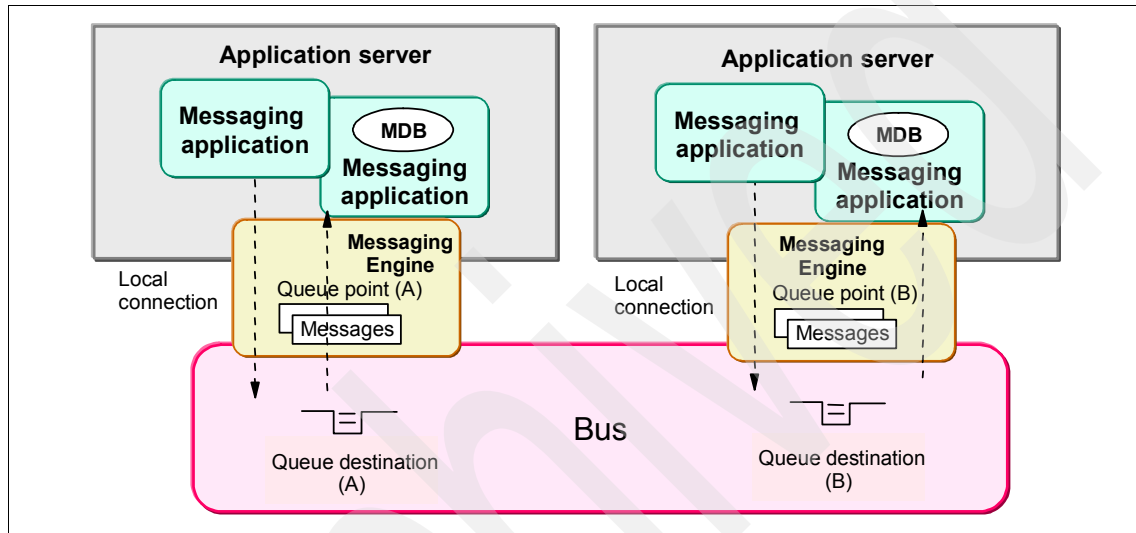 Application server
Messaging
application
MDB
Messaging
application
Messaging
Engine
Local
connection
Queue point (A)
Messages
Queue destination
(A)
Application server
Messaging
application
MDB
Messaging
application
Messaging
Engine
Local
connection
Queue point (B)
Messages
Queue destination
(B)
Bus